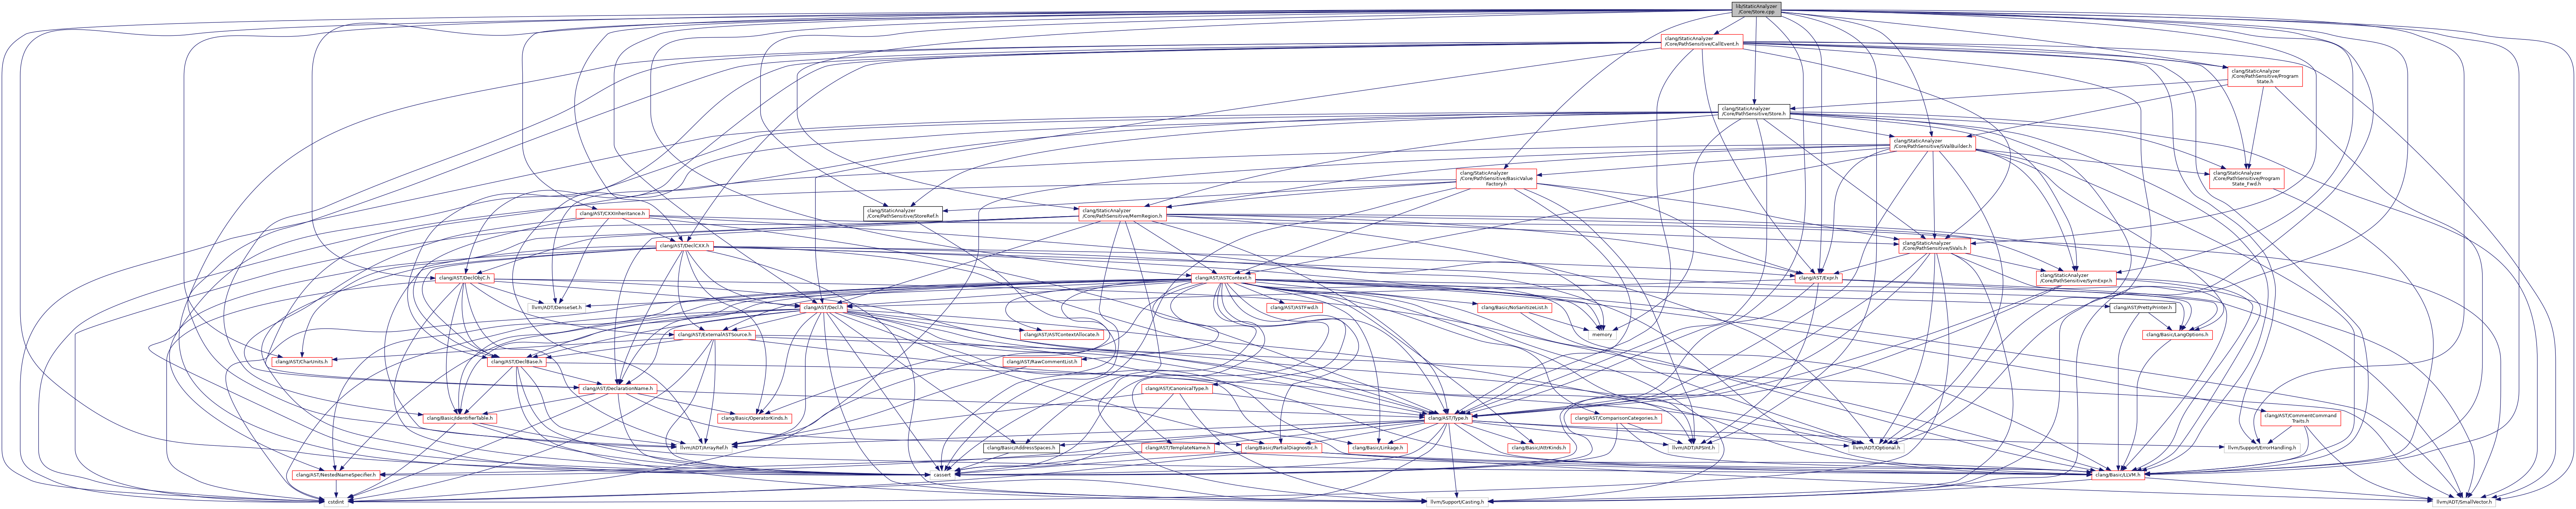 lib/StaticAnalyzer
/Core/Store.cpp
clang/StaticAnalyzer
/Core/PathSensitive/CallEvent.h
clang/StaticAnalyzer
/Core/PathSensitive/Program
State.h
clang/StaticAnalyzer
/Core/PathSensitive/Store.h
clang/StaticAnalyzer
/Core/PathSensitive/SValBuilder.h
clang/StaticAnalyzer
/Core/PathSensitive/BasicValue
Factory.h
clang/StaticAnalyzer
/Core/PathSensitive/Program
State_Fwd.h
clang/AST/CXXInheritance.h
clang/StaticAnalyzer
/Core/PathSensitive/StoreRef.h
clang/StaticAnalyzer
/Core/PathSensitive/MemRegion.h
clang/AST/DeclCXX.h
clang/StaticAnalyzer
/Core/PathSensitive/SVals.h
clang/AST/DeclObjC.h
clang/AST/ASTContext.h
clang/AST/Expr.h
clang/StaticAnalyzer
/Core/PathSensitive/SymExpr.h
llvm/ADT/DenseSet.h
clang/AST/Decl.h
clang/AST/ASTFwd.h
clang/Basic/NoSanitizeList.h
clang/AST/PrettyPrinter.h
clang/AST/ExternalASTSource.h
clang/AST/ASTContextAllocate.h
memory
clang/Basic/LangOptions.h
clang/AST/CharUnits.h
clang/AST/DeclBase.h
clang/AST/RawCommentList.h
clang/AST/DeclarationName.h
clang/AST/CanonicalType.h
clang/Basic/IdentifierTable.h
clang/Basic/OperatorKinds.h
clang/AST/Type.h
clang/AST/ComparisonCategories.h
clang/AST/CommentCommand
Traits.h
llvm/ADT/ArrayRef.h
clang/Basic/AddressSpaces.h
clang/AST/TemplateName.h
clang/Basic/PartialDiagnostic.h
clang/Basic/Linkage.h
clang/Basic/AttrKinds.h
llvm/ADT/APSInt.h
llvm/ADT/Optional.h
llvm/Support/ErrorHandling.h
clang/AST/NestedNameSpecifier.h
cassert
clang/Basic/LLVM.h
cstdint
llvm/Support/Casting.h
llvm/ADT/SmallVector.h